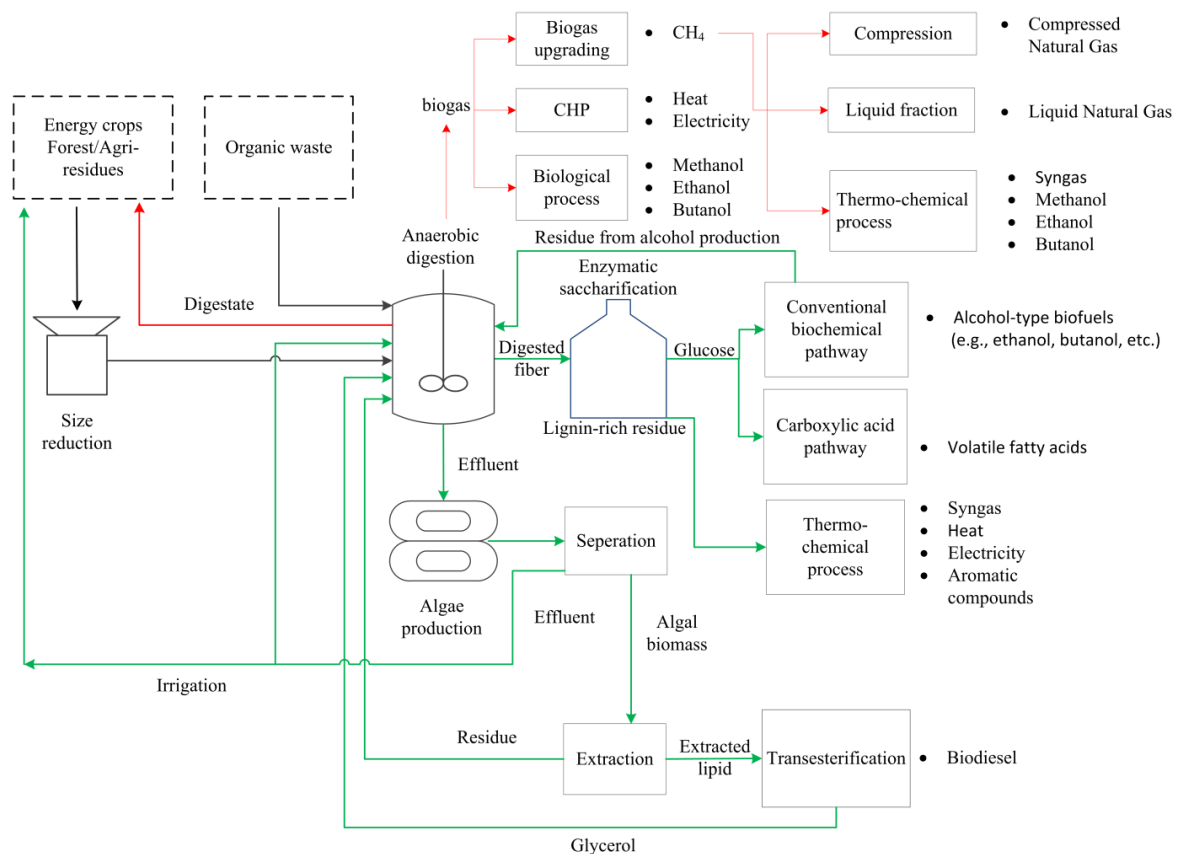 Biogas
upgrading
• CH₄
Compression
• Compressed
Natural Gas
biogas
CHP
• Heat
• Electricity
Liquid fraction
• Liquid Natural Gas
Energy crops
Forest/Agri-
residues
Organic waste
Biological
process
• Methanol
• Ethanol
• Butanol
Thermo-chemical
process
• Syngas
• Methanol
• Ethanol
• Butanol
Anaerobic
digestion
Residue from alcohol production
Enzymatic
saccharification
Digestate
Digested
fiber
Glucose
Conventional
biochemical
pathway
• Alcohol-type biofuels
(e.g., ethanol, butanol, etc.)
Size
reduction
Lignin-rich residue
Carboxylic acid
pathway
• Volatile fatty acids
Effluent
Seperation
Thermo-
chemical
process
• Syngas
• Heat
• Electricity
• Aromatic
compounds
Algae
production
Effluent
Algal
biomass
Irrigation
Residue
Extraction
Extracted
lipid
Transesterification
• Biodiesel
Glycerol